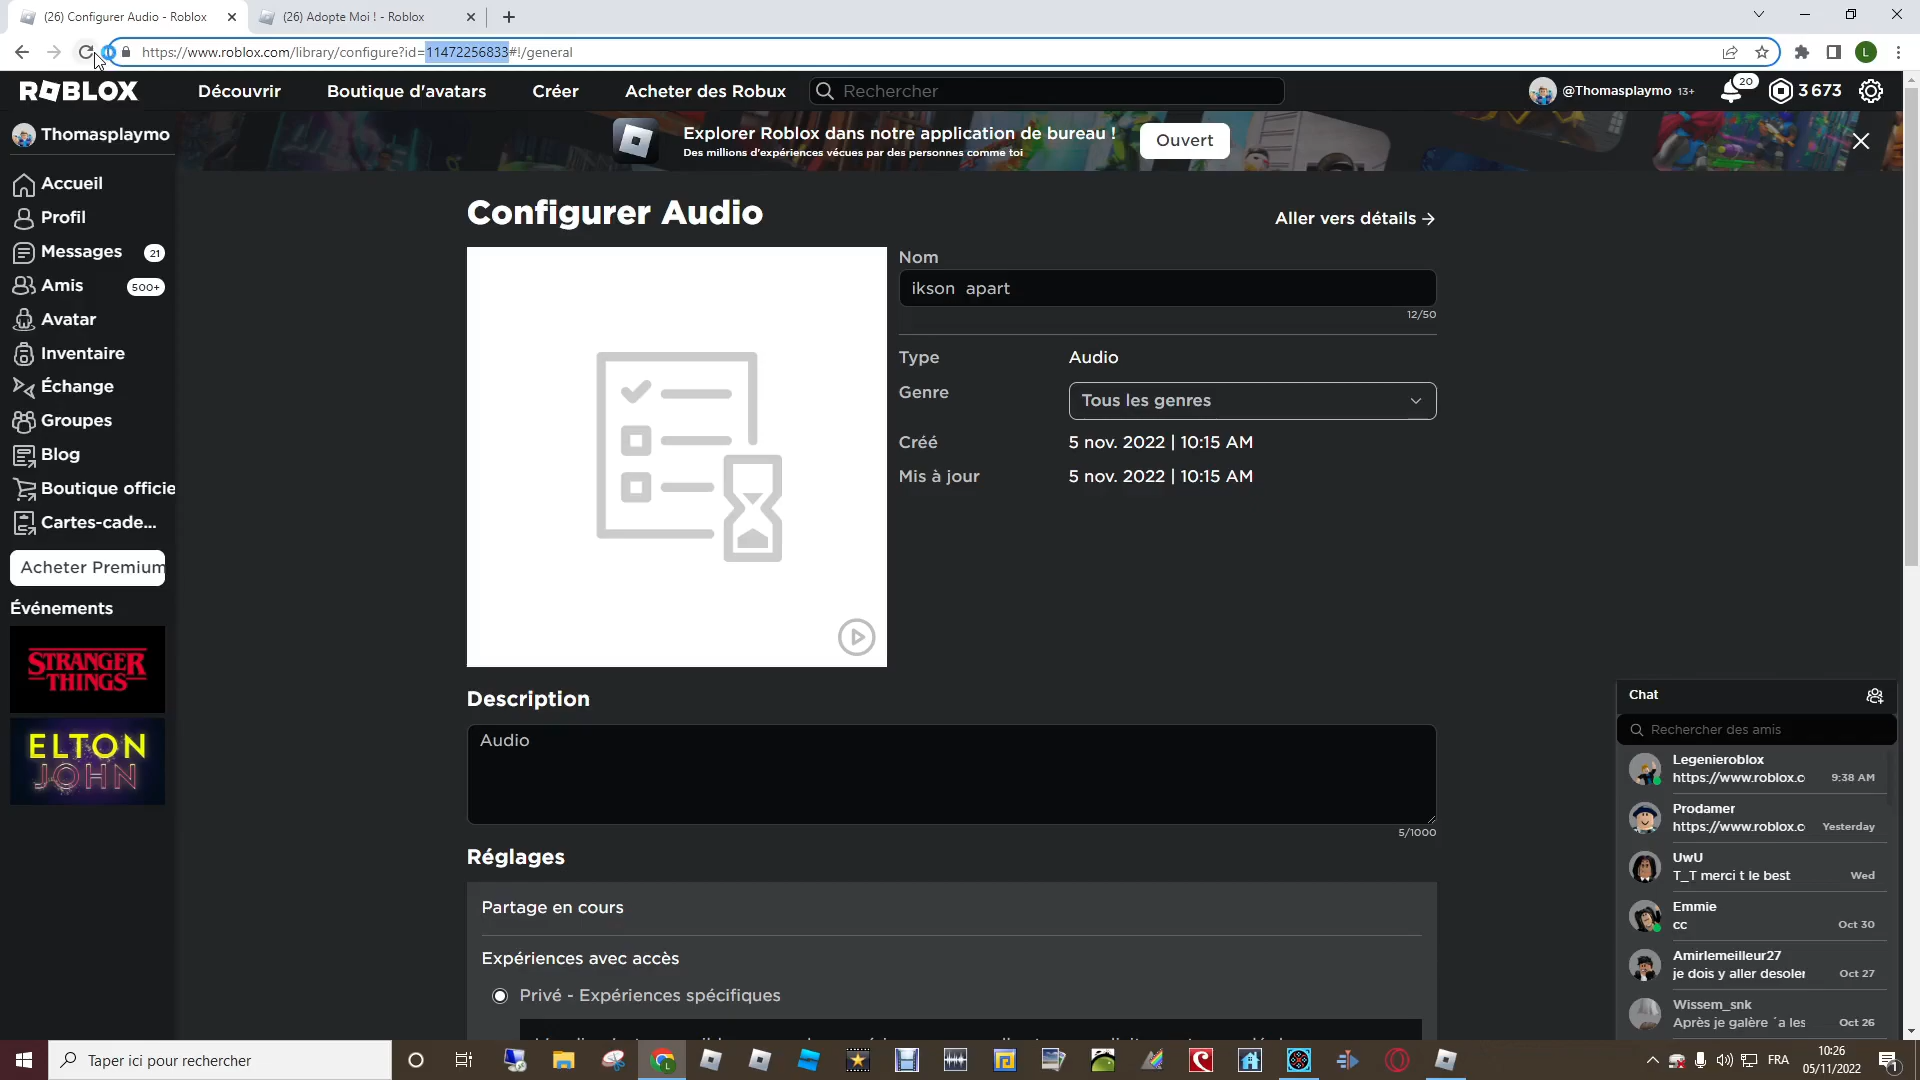 (26) Configurer Audio - Roblox
(26) Adopte Moi ! - Roblox
https://www.roblox.com/library/configure?id=11472256833#!/general
L
ROBLOX
Découvrir
Boutique d'avatars
Créer
Acheter des Robux
Rechercher
@Thomasplaymo 13+
20
3 673
Thomasplaymo
Explorer Roblox dans notre application de bureau !
Des millions d'expériences vécues par des personnes comme toi
Ouvert
Accueil
Profil
Messages 21
Amis 500+
Avatar
Inventaire
Échange
Groupes
Blog
Boutique officie
Cartes-cade...
Acheter Premium
Événements
STRANGER
THINGS
ELTON
JOHN
Configurer Audio
Aller vers détails
Nom
ikson  apart
12/50
Type Audio
Genre Tous les genres
Créé 5 nov. 2022 | 10:15 AM
Mis à jour 5 nov. 2022 | 10:15 AM
Description
Audio
5/1000
Réglages
Partage en cours
Expériences avec accès
Privé - Expériences spécifiques
Chat
Rechercher des amis
Legenieroblox
https://www.roblox.c 9:38 AM
Prodamer
https://www.roblox.c Yesterday
UwU
T_T merci t le best Wed
Emmie
cc Oct 30
Amirlemeilleur27
je dois y aller desoler Oct 27
Wissem_snk
Après je galère ´a les Oct 26
Taper ici pour rechercher
FRA
10:26
05/11/2022
1